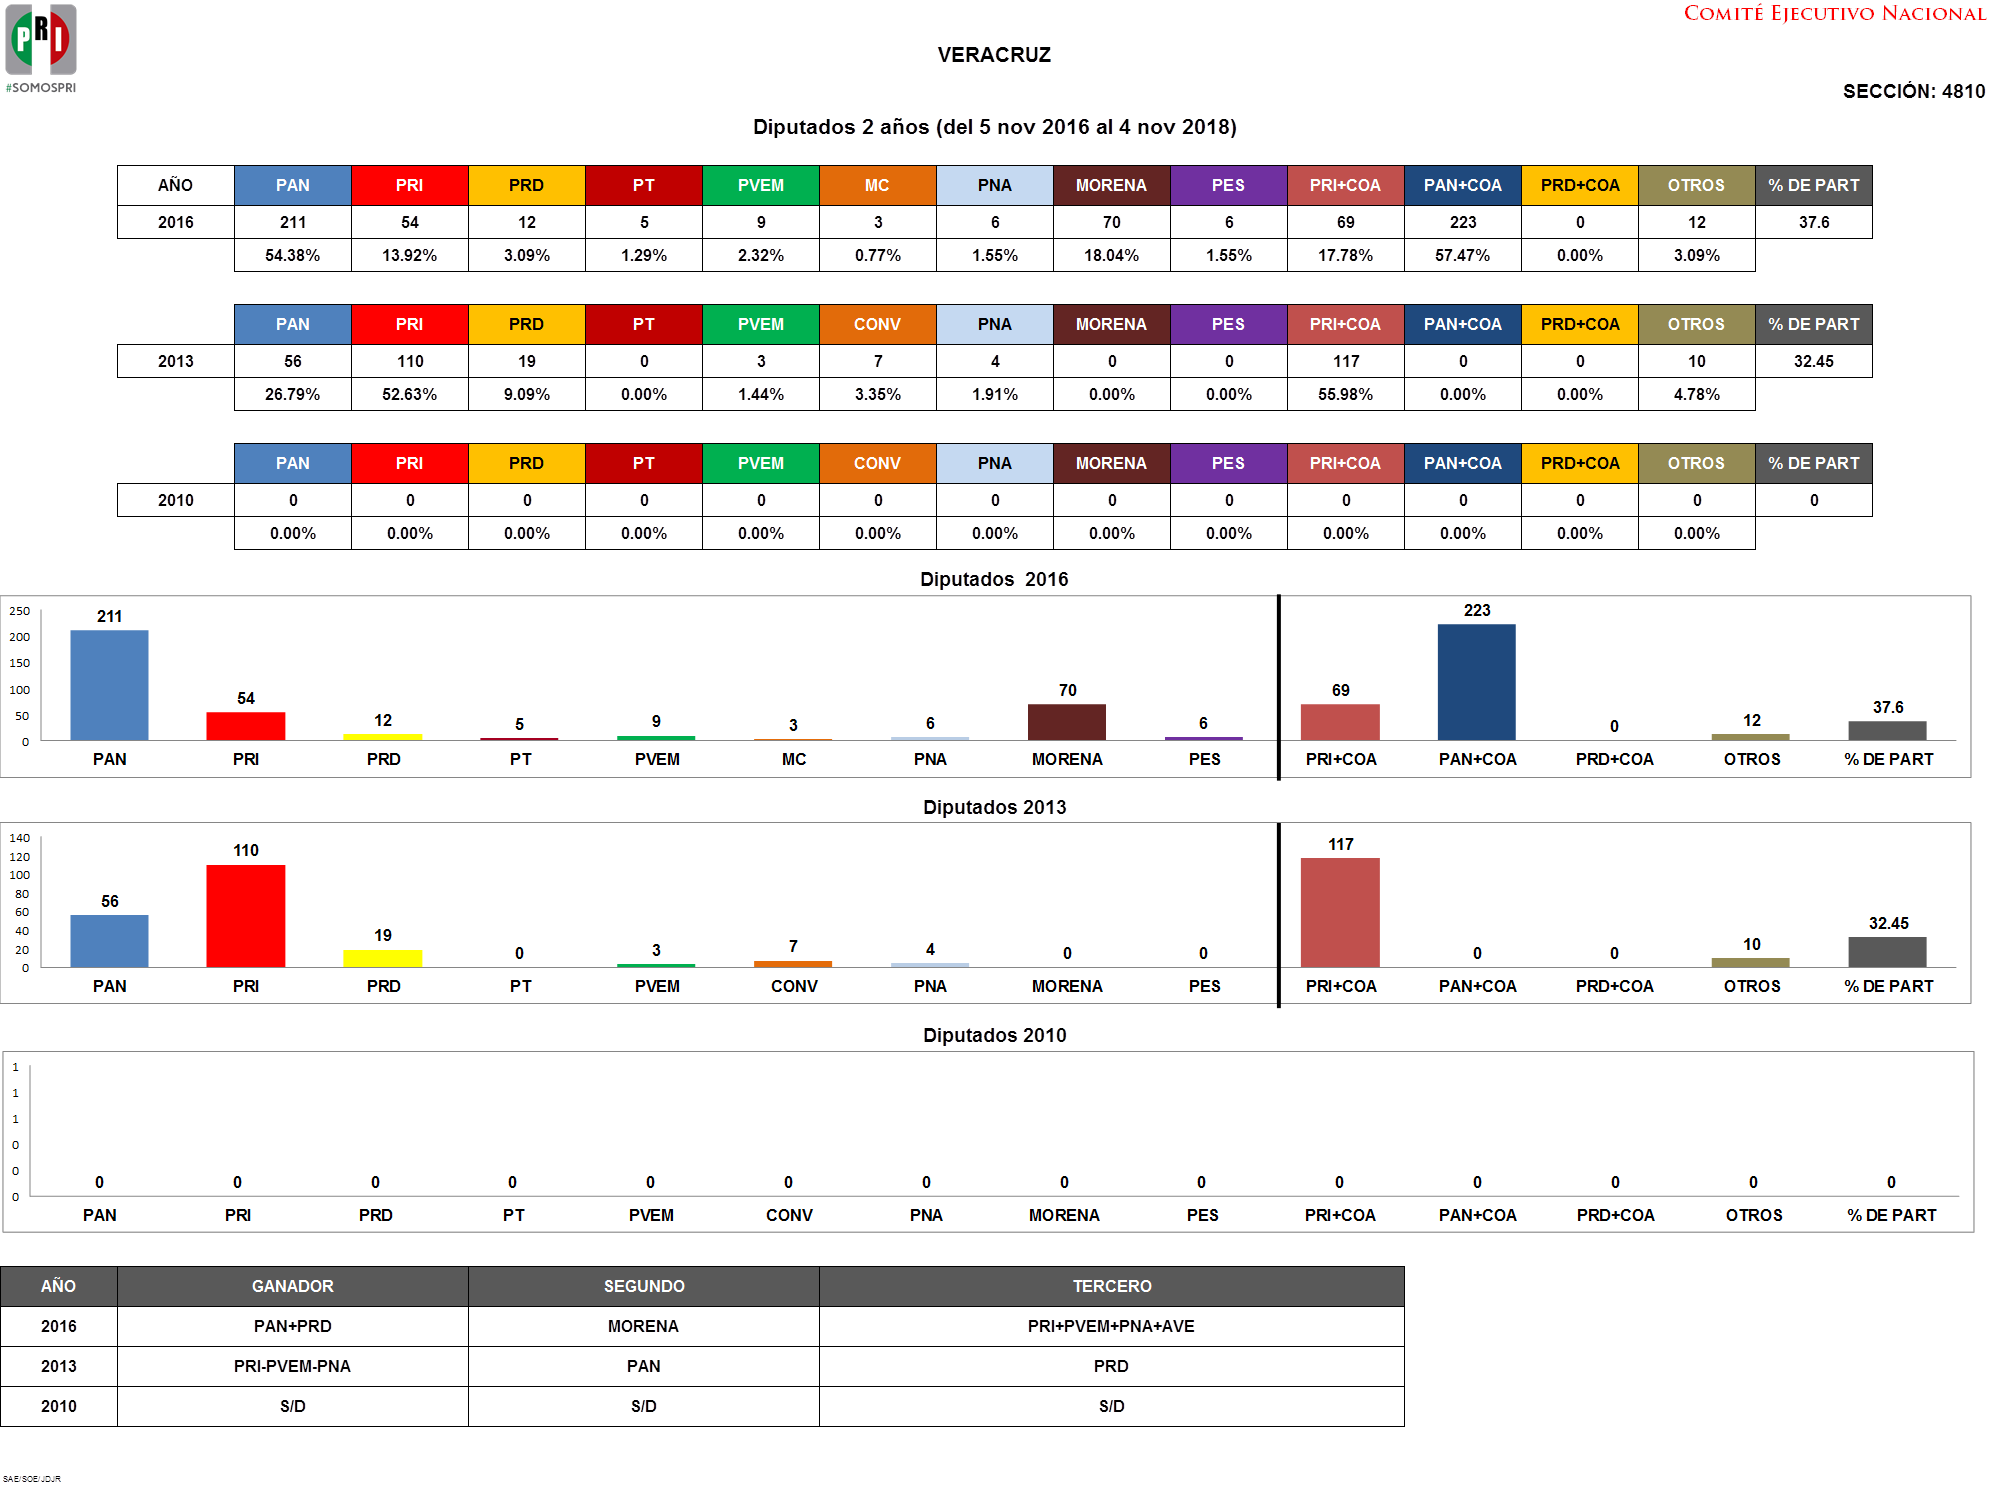 PRI
#SOMOSPRI
COMITÉ EJECUTIVO NACIONAL
VERACRUZ
SECCIÓN: 4810
Diputados 2 años (del 5 nov 2016 al 4 nov 2018)
AÑO PAN PRI PRD PT PVEM MC PNA MORENA PES PRI+COA PAN+COA PRD+COA OTROS % DE PART
2016 211 54 12 5 9 3 6 70 6 69 223 0 12 37.6
54.38% 13.92% 3.09% 1.29% 2.32% 0.77% 1.55% 18.04% 1.55% 17.78% 57.47% 0.00% 3.09%
PAN PRI PRD PT PVEM CONV PNA MORENA PES PRI+COA PAN+COA PRD+COA OTROS % DE PART
2013 56 110 19 0 3 7 4 0 0 117 0 0 10 32.45
26.79% 52.63% 9.09% 0.00% 1.44% 3.35% 1.91% 0.00% 0.00% 55.98% 0.00% 0.00% 4.78%
PAN PRI PRD PT PVEM CONV PNA MORENA PES PRI+COA PAN+COA PRD+COA OTROS % DE PART
2010 0 0 0 0 0 0 0 0 0 0 0 0 0 0
0.00% 0.00% 0.00% 0.00% 0.00% 0.00% 0.00% 0.00% 0.00% 0.00% 0.00% 0.00% 0.00%
Diputados 2016
250
200
150
100
50
0
211 54 12 5 9 3 6 70 6 69 223 0 12 37.6
PAN PRI PRD PT PVEM MC PNA MORENA PES PRI+COA PAN+COA PRD+COA OTROS % DE PART
Diputados 2013
140
120
100
80
60
40
20
0
56 110 19 0 3 7 4 0 0 117 0 0 10 32.45
PAN PRI PRD PT PVEM CONV PNA MORENA PES PRI+COA PAN+COA PRD+COA OTROS % DE PART
Diputados 2010
1
1
1
0
0
0
0 0 0 0 0 0 0 0 0 0 0 0 0 0
PAN PRI PRD PT PVEM CONV PNA MORENA PES PRI+COA PAN+COA PRD+COA OTROS % DE PART
AÑO GANADOR SEGUNDO TERCERO
2016 PAN+PRD MORENA PRI+PVEM+PNA+AVE
2013 PRI-PVEM-PNA PAN PRD
2010 S/D S/D S/D
SAE/SOE/JDJR